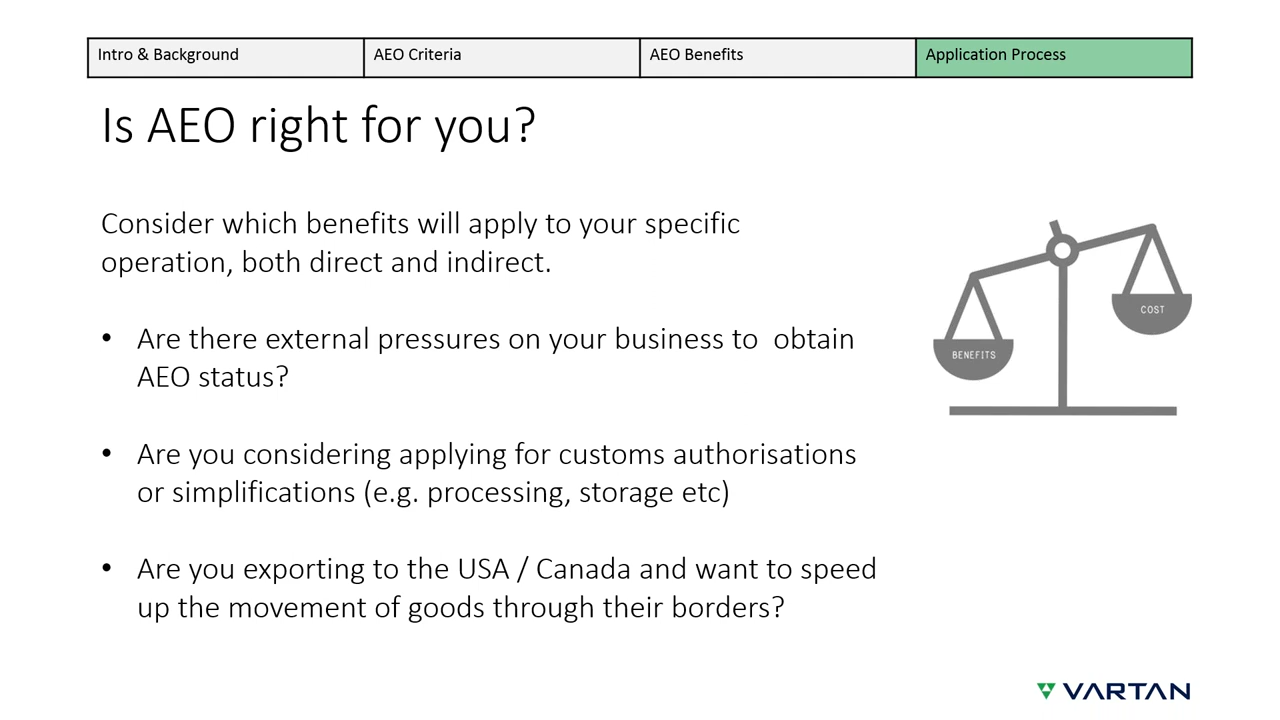 Intro & Background
AEO Criteria
AEO Benefits
Application Process
Is AEO right for you?
Consider which benefits will apply to your specific
operation, both direct and indirect.
• Are there external pressures on your business to  obtain
AEO status?
• Are you considering applying for customs authorisations
or simplifications (e.g. processing, storage etc)
• Are you exporting to the USA / Canada and want to speed
up the movement of goods through their borders?
BENEFITS
COST
VARTAN